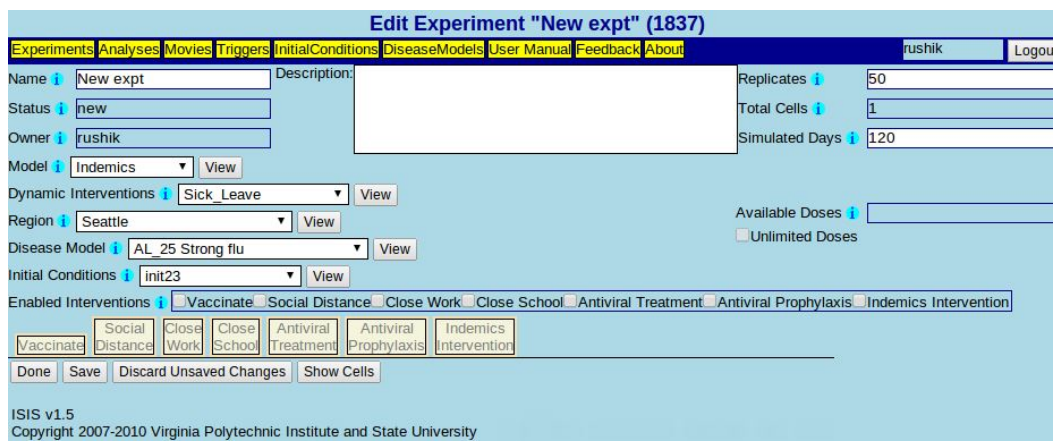 Edit Experiment "New expt" (1837)
Experiments Analyses Movies Triggers InitialConditions DiseaseModels User Manual Feedback About rushik Logou
Name i New expt Description: Replicates i 50
Status i new Total Cells i 1
Owner i rushik Simulated Days i 120
Model i Indemics View
Dynamic Interventions i Sick_Leave View
Region i Seattle View Available Doses i
Disease Model i AL_25 Strong flu View Unlimited Doses
Initial Conditions i init23 View
Enabled Interventions i Vaccinate Social Distance Close Work Close School Antiviral Treatment Antiviral Prophylaxis Indemics Intervention
Social Close Close Antiviral Antiviral Indemics
Vaccinate Distance Work School Treatment Prophylaxis Intervention
Done Save Discard Unsaved Changes Show Cells
ISIS v1.5
Copyright 2007-2010 Virginia Polytechnic Institute and State University